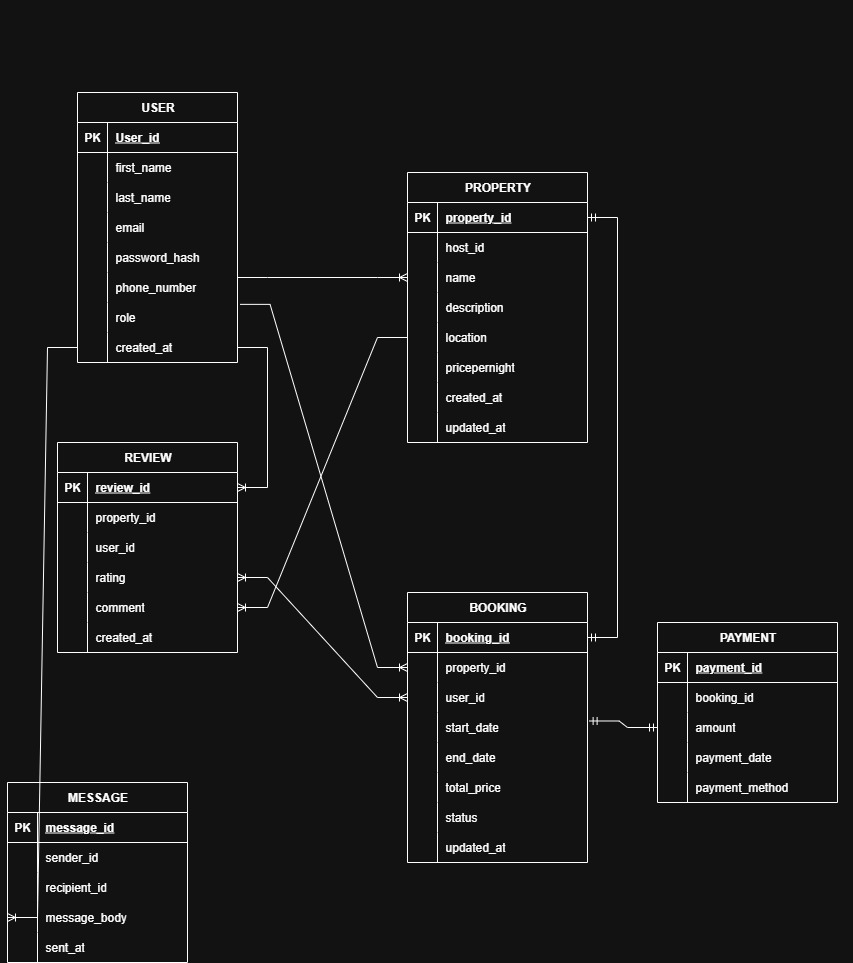 USER
PK User_id
first_name
last_name
email
password_hash
phone_number
role
created_at
PROPERTY
PK property_id
host_id
name
description
location
pricepernight
created_at
updated_at
REVIEW
PK review_id
property_id
user_id
rating
comment
created_at
BOOKING
PK booking_id
property_id
user_id
start_date
end_date
total_price
status
updated_at
PAYMENT
PK payment_id
booking_id
amount
payment_date
payment_method
MESSAGE
PK message_id
sender_id
recipient_id
message_body
sent_at